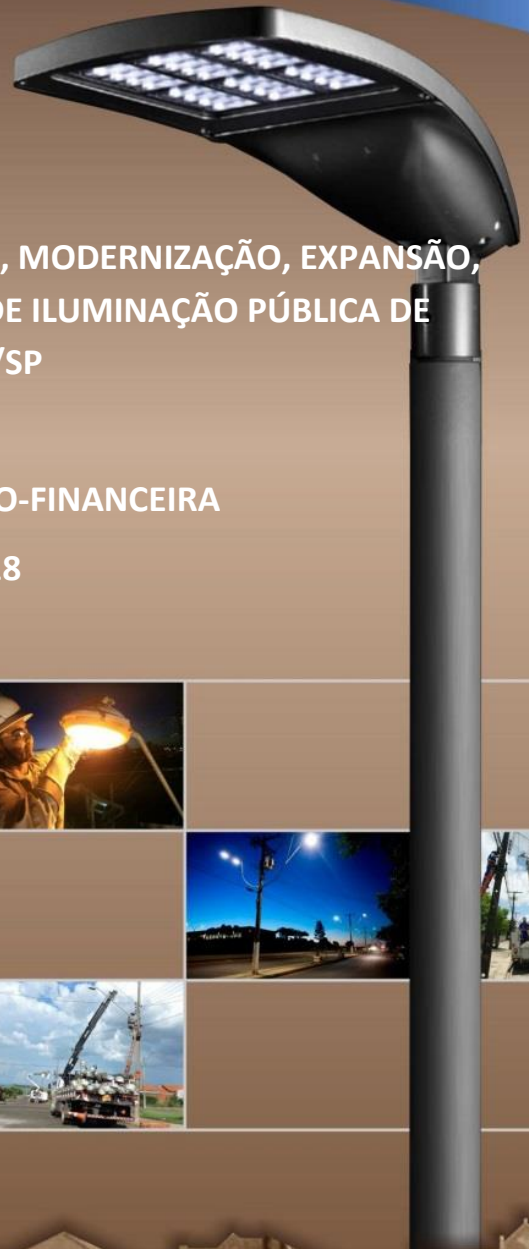 , MODERNIZAÇÃO, EXPANSÃO,
DE ILUMINAÇÃO PÚBLICA DE
/SP
O-FINANCEIRA
8